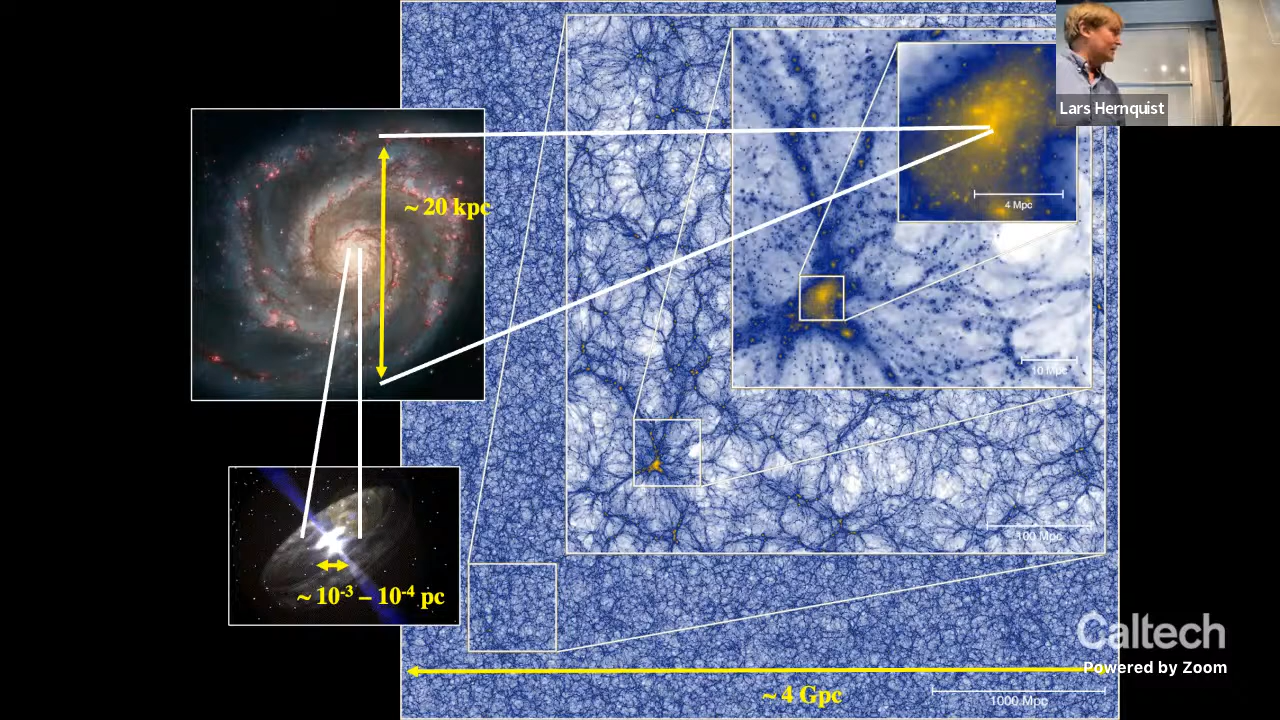 Lars Hernquist
~ 20 kpc
4 Mpc
10 Mpc
100 Mpc
~ 10-3 – 10-4 pc
Caltech
Powered by Zoom
~ 4 Gpc
1000 Mpc